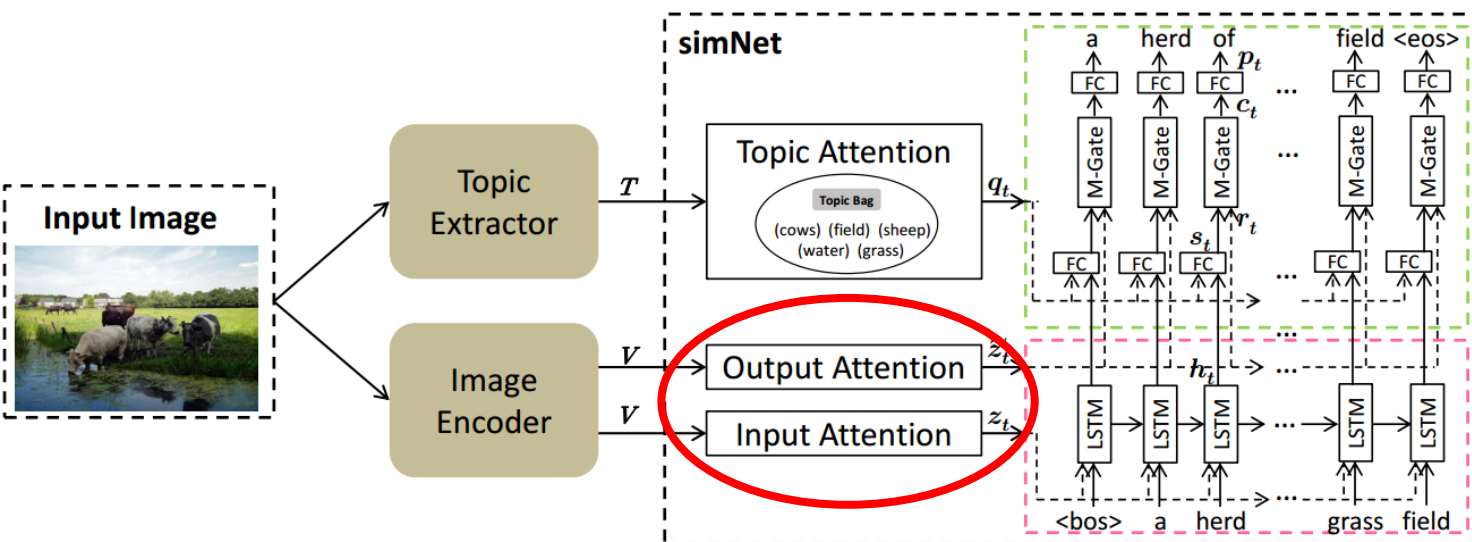 simNet
a herd of field <eos>
p_t
FC FC FC FC FC
...
c_t
M-Gate M-Gate M-Gate ... M-Gate M-Gate
Input Image
Topic
Extractor
T
Topic Attention
Topic Bag
(cows) (field) (sheep)
(water) (grass)
q_t
r_t
s_t
FC FC FC ... FC FC
Image
Encoder
V
Output Attention
z̃_t
...
h_t
...
V
Input Attention
z_t
LSTM LSTM LSTM ... LSTM LSTM
...
<bos> a herd grass field